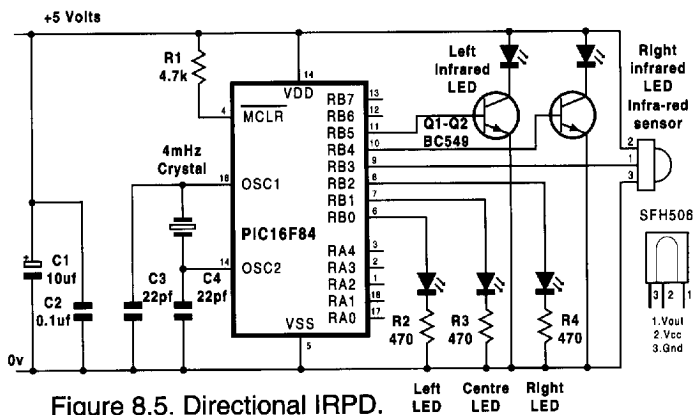 +5 Volts
R1
4.7k
14
VDD
4
MCLR
RB7
13
RB6
12
RB5
11
RB4
10
RB3
9
RB2
8
RB1
7
RB0
6
RA4
3
RA3
2
RA2
1
RA1
18
RA0
17
4mHz
Crystal
16
OSC1
PIC16F84
14
OSC2
VSS
5
C1
10uf
C2
0.1uf
C3
22pf
C4
22pf
0v
Left
infrared
LED
Q1-Q2
BC549
Right
infrared
LED
Infra-red
sensor
2
1
3
SFH506
3 2 1
1.Vout
2.Vcc
3.Gnd
R2
470
R3
470
R4
470
Left
LED
Centre
LED
Right
LED
Figure 8.5. Directional IRPD.